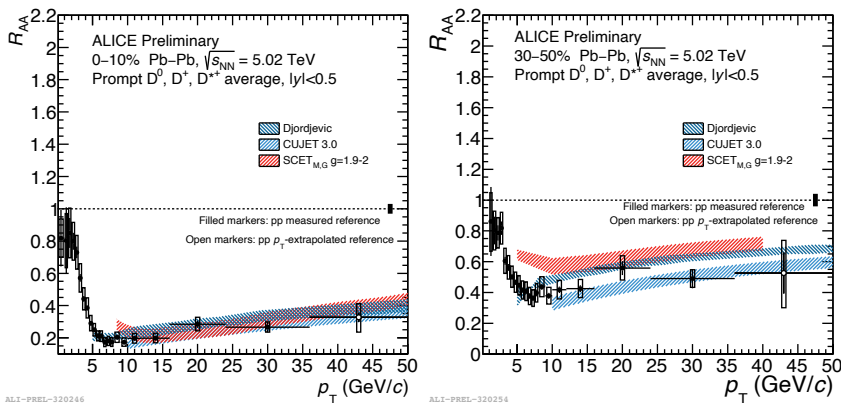 R_AA
2.2
2
1.8
1.6
1.4
1.2
1
0.8
0.6
0.4
0.2
ALICE Preliminary
0–10% Pb–Pb, √s_NN = 5.02 TeV
Prompt D⁰, D⁺, D*⁺ average, |y|<0.5
Djordjevic
CUJET 3.0
SCET_M,G g=1.9-2
Filled markers: pp measured reference
Open markers: pp p_T-extrapolated reference
5 10 15 20 25 30 35 40 45 50
p_T (GeV/c)
ALI-PREL-320246
R_AA
2.2
2
1.8
1.6
1.4
1.2
1
0.8
0.6
0.4
0.2
0
ALICE Preliminary
30–50% Pb–Pb, √s_NN = 5.02 TeV
Prompt D⁰, D⁺, D*⁺ average, |y|<0.5
Djordjevic
CUJET 3.0
SCET_M,G g=1.9-2
Filled markers: pp measured reference
Open markers: pp p_T-extrapolated reference
5 10 15 20 25 30 35 40 45 50
p_T (GeV/c)
ALI-PREL-320254